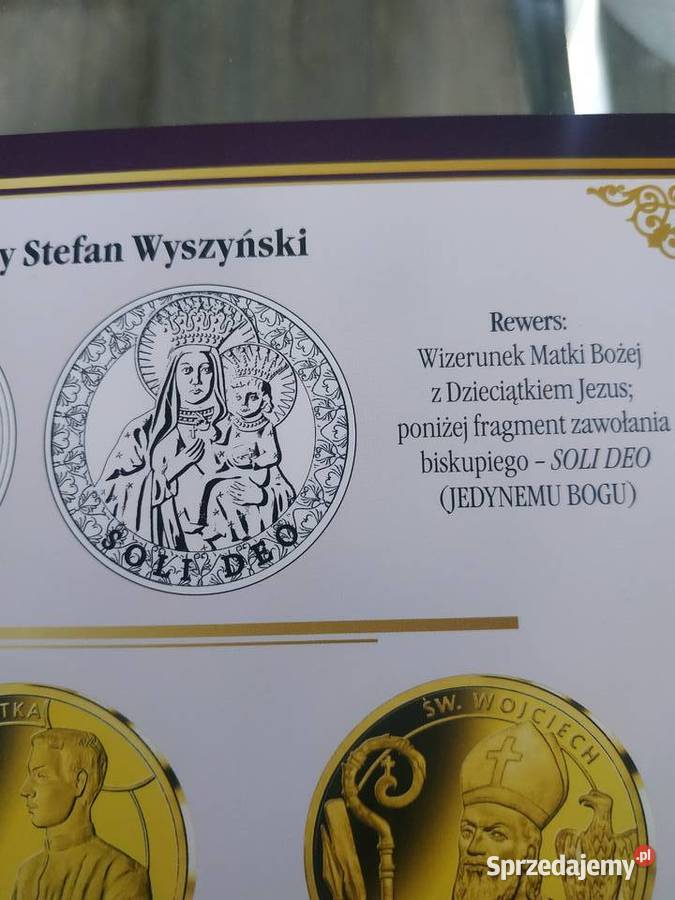 y Stefan Wyszyński
SOLI DEO
Rewers:
Wizerunek Matki Bożej
z Dzieciątkiem Jezus;
poniżej fragment zawołania
biskupiego – SOLI DEO
(JEDYNEMU BOGU)
TKA
ŚW. WOJCIECH
Sprzedajemy.pl